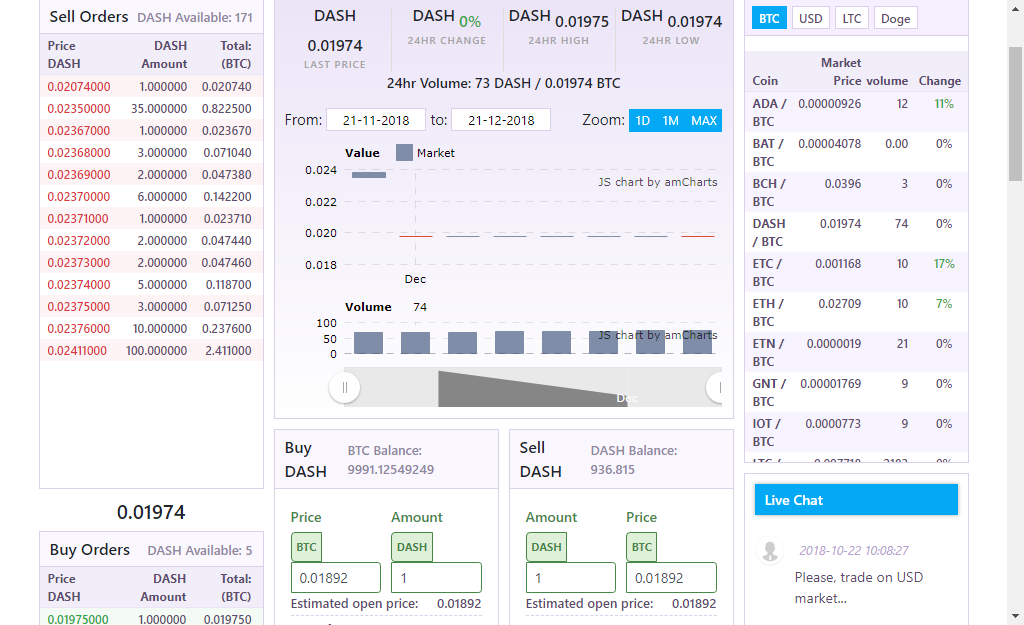 Sell Orders DASH Available: 171
Price DASH Total:
DASH Amount (BTC)
0.02074000 1.000000 0.020740
0.02350000 35.000000 0.822500
0.02367000 1.000000 0.023670
0.02368000 3.000000 0.071040
0.02369000 2.000000 0.047380
0.02370000 6.000000 0.142200
0.02371000 1.000000 0.023710
0.02372000 2.000000 0.047440
0.02373000 2.000000 0.047460
0.02374000 5.000000 0.118700
0.02375000 3.000000 0.071250
0.02376000 10.000000 0.237600
0.02411000 100.000000 2.411000
0.01974
Buy Orders DASH Available: 5
Price DASH Total:
DASH Amount (BTC)
0.01975000 1.000000 0.019750
DASH
0.01974
LAST PRICE
DASH 0%
24HR CHANGE
DASH 0.01975
24HR HIGH
DASH 0.01974
24HR LOW
24hr Volume: 73 DASH / 0.01974 BTC
From: 21-11-2018 to: 21-12-2018 Zoom: 1D 1M MAX
Value Market
JS chart by amCharts
0.024
0.022
0.020
0.018
Dec
Volume 74
JS chart by amCharts
100
50
0
Dec
Buy
DASH
BTC Balance:
9991.12549249
Price Amount
BTC DASH
0.01892 1
Estimated open price: 0.01892
Sell
DASH
DASH Balance:
936.815
Amount Price
DASH BTC
1 0.01892
Estimated open price: 0.01892
BTC USD LTC Doge
Market
Coin Price volume Change
ADA / 0.00000926 12 11%
BTC
BAT / 0.00004078 0.00 0%
BTC
BCH / 0.0396 3 0%
BTC
DASH 0.01974 74 0%
/ BTC
ETC / 0.001168 10 17%
BTC
ETH / 0.02709 10 7%
BTC
ETN / 0.0000019 21 0%
BTC
GNT / 0.00001769 9 0%
BTC
IOT / 0.0000773 9 0%
BTC
Live Chat
2018-10-22 10:08:27
Please, trade on USD
market...